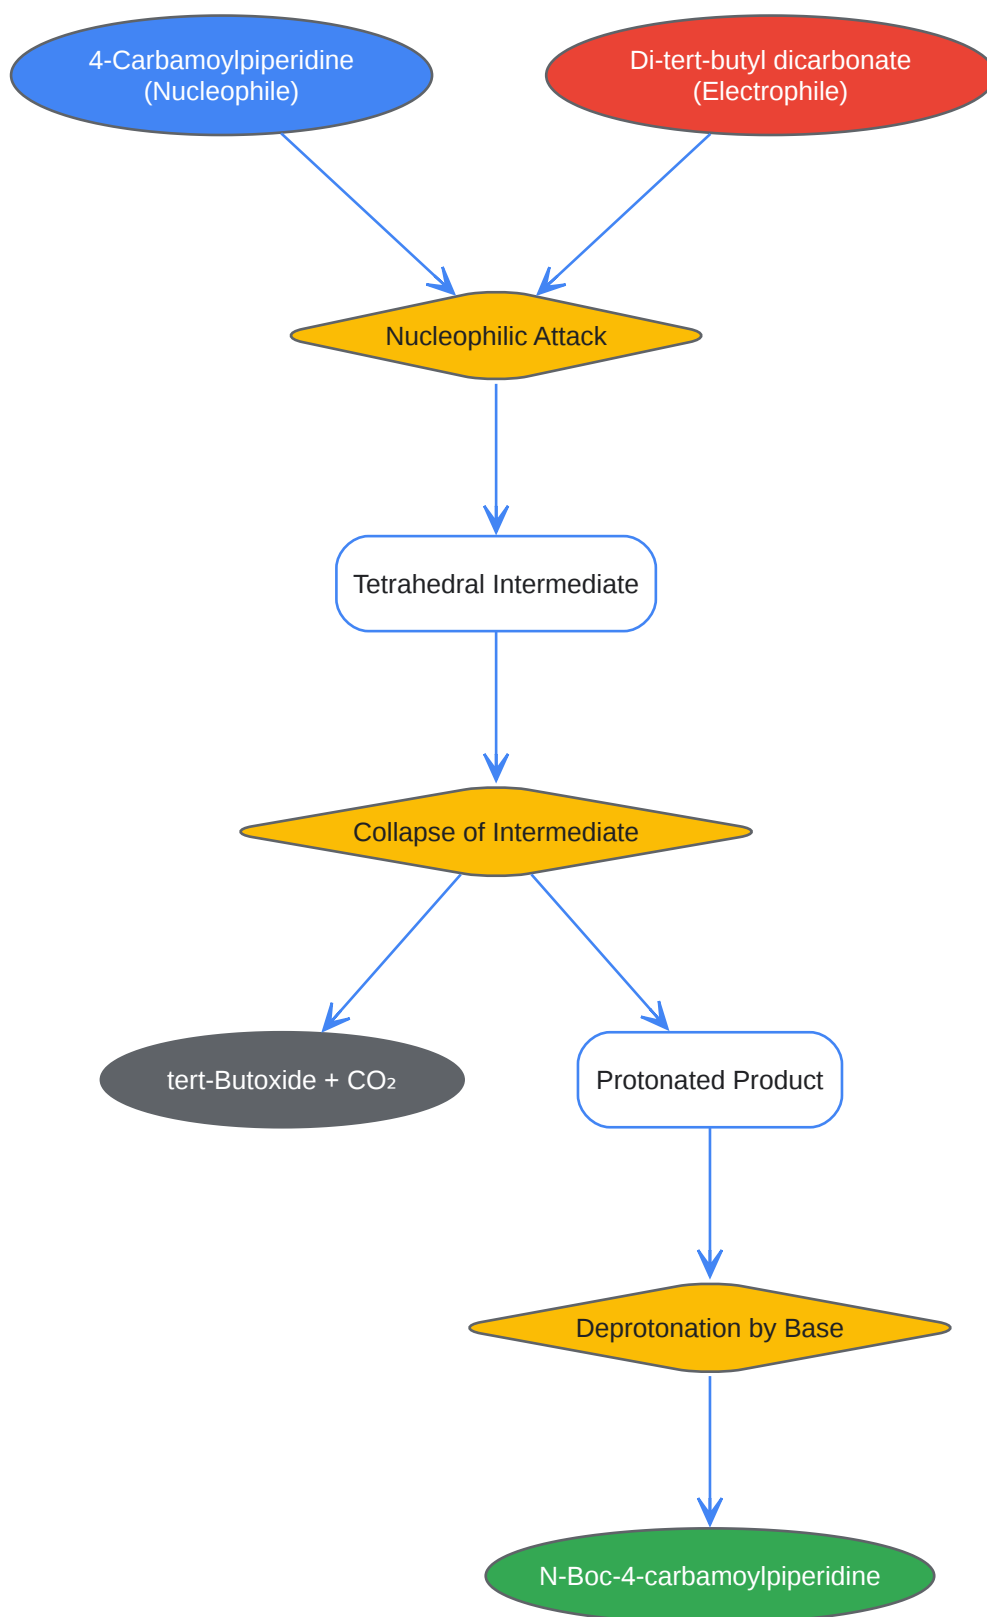 4-Carbamoylpiperidine
(Nucleophile)
Di-tert-butyl dicarbonate
(Electrophile)
Nucleophilic Attack
Tetrahedral Intermediate
Collapse of Intermediate
tert-Butoxide + CO₂
Protonated Product
Deprotonation by Base
N-Boc-4-carbamoylpiperidine